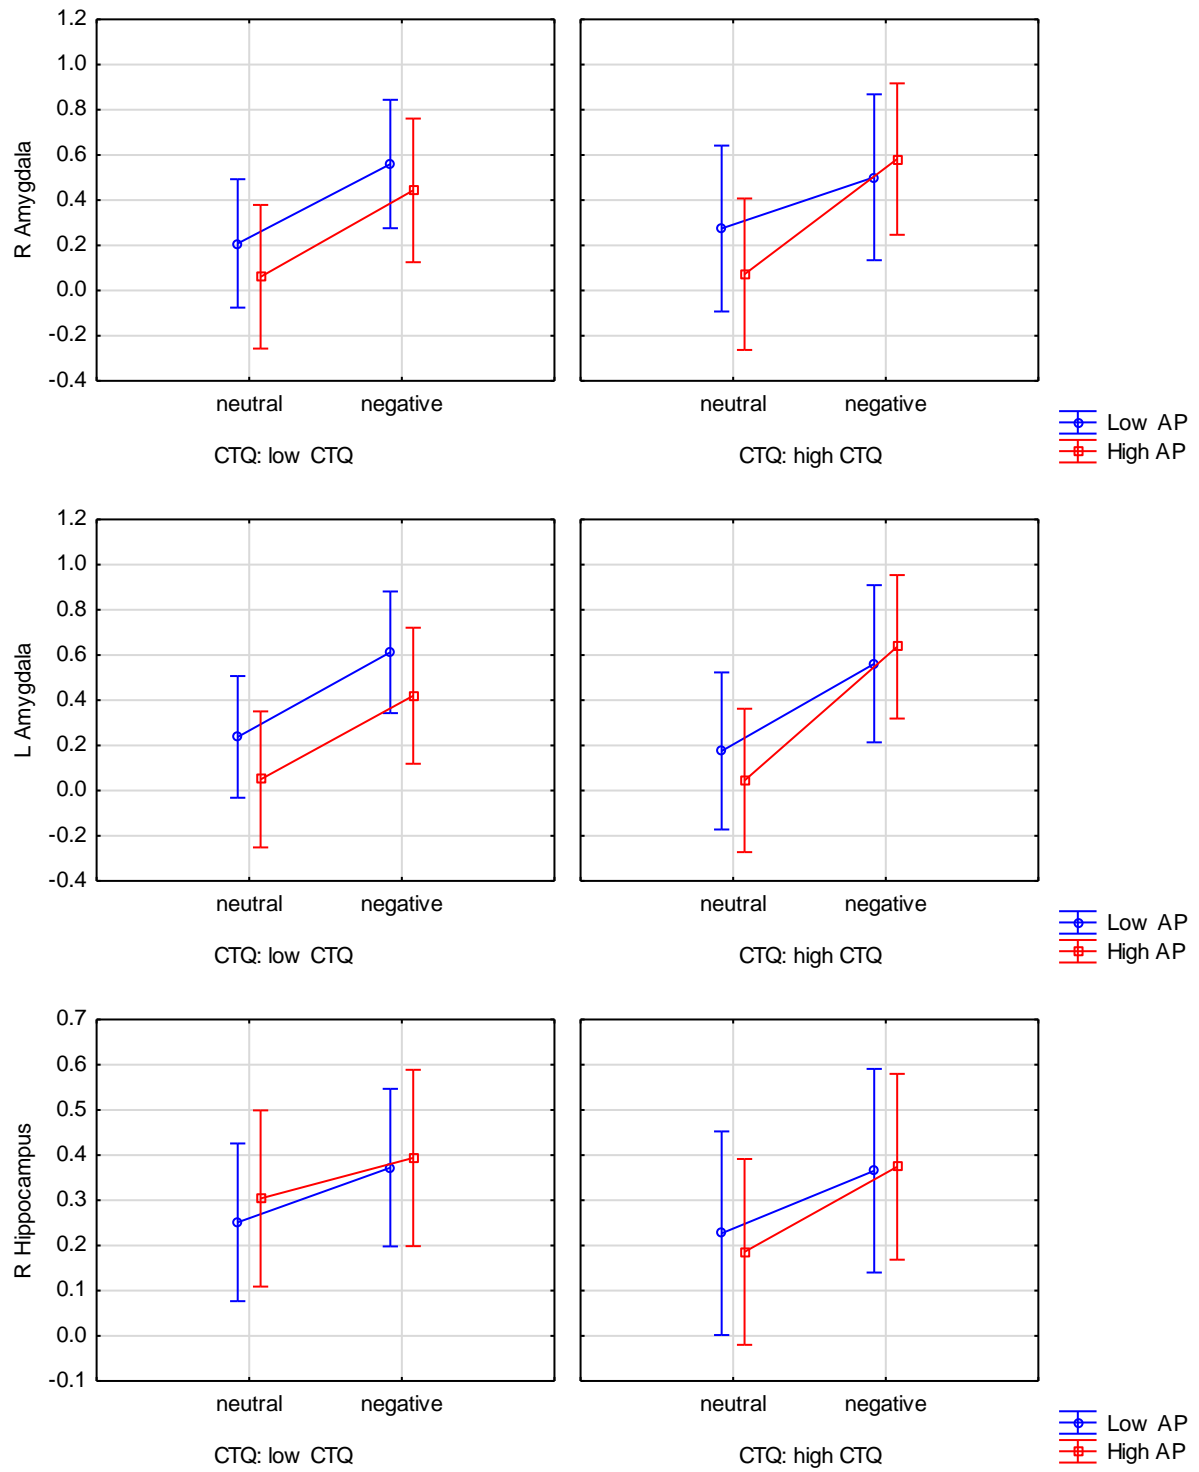 1.2
1.0
0.8
0.6
0.4
0.2
0.0
-0.2
-0.4
R Amygdala
neutral negative
neutral negative
CTQ: low CTQ
CTQ: high CTQ
Low AP
High AP
1.2
1.0
0.8
0.6
0.4
0.2
0.0
-0.2
-0.4
L Amygdala
neutral negative
neutral negative
CTQ: low CTQ
CTQ: high CTQ
Low AP
High AP
0.7
0.6
0.5
0.4
0.3
0.2
0.1
0.0
-0.1
R Hippocampus
neutral negative
neutral negative
CTQ: low CTQ
CTQ: high CTQ
Low AP
High AP